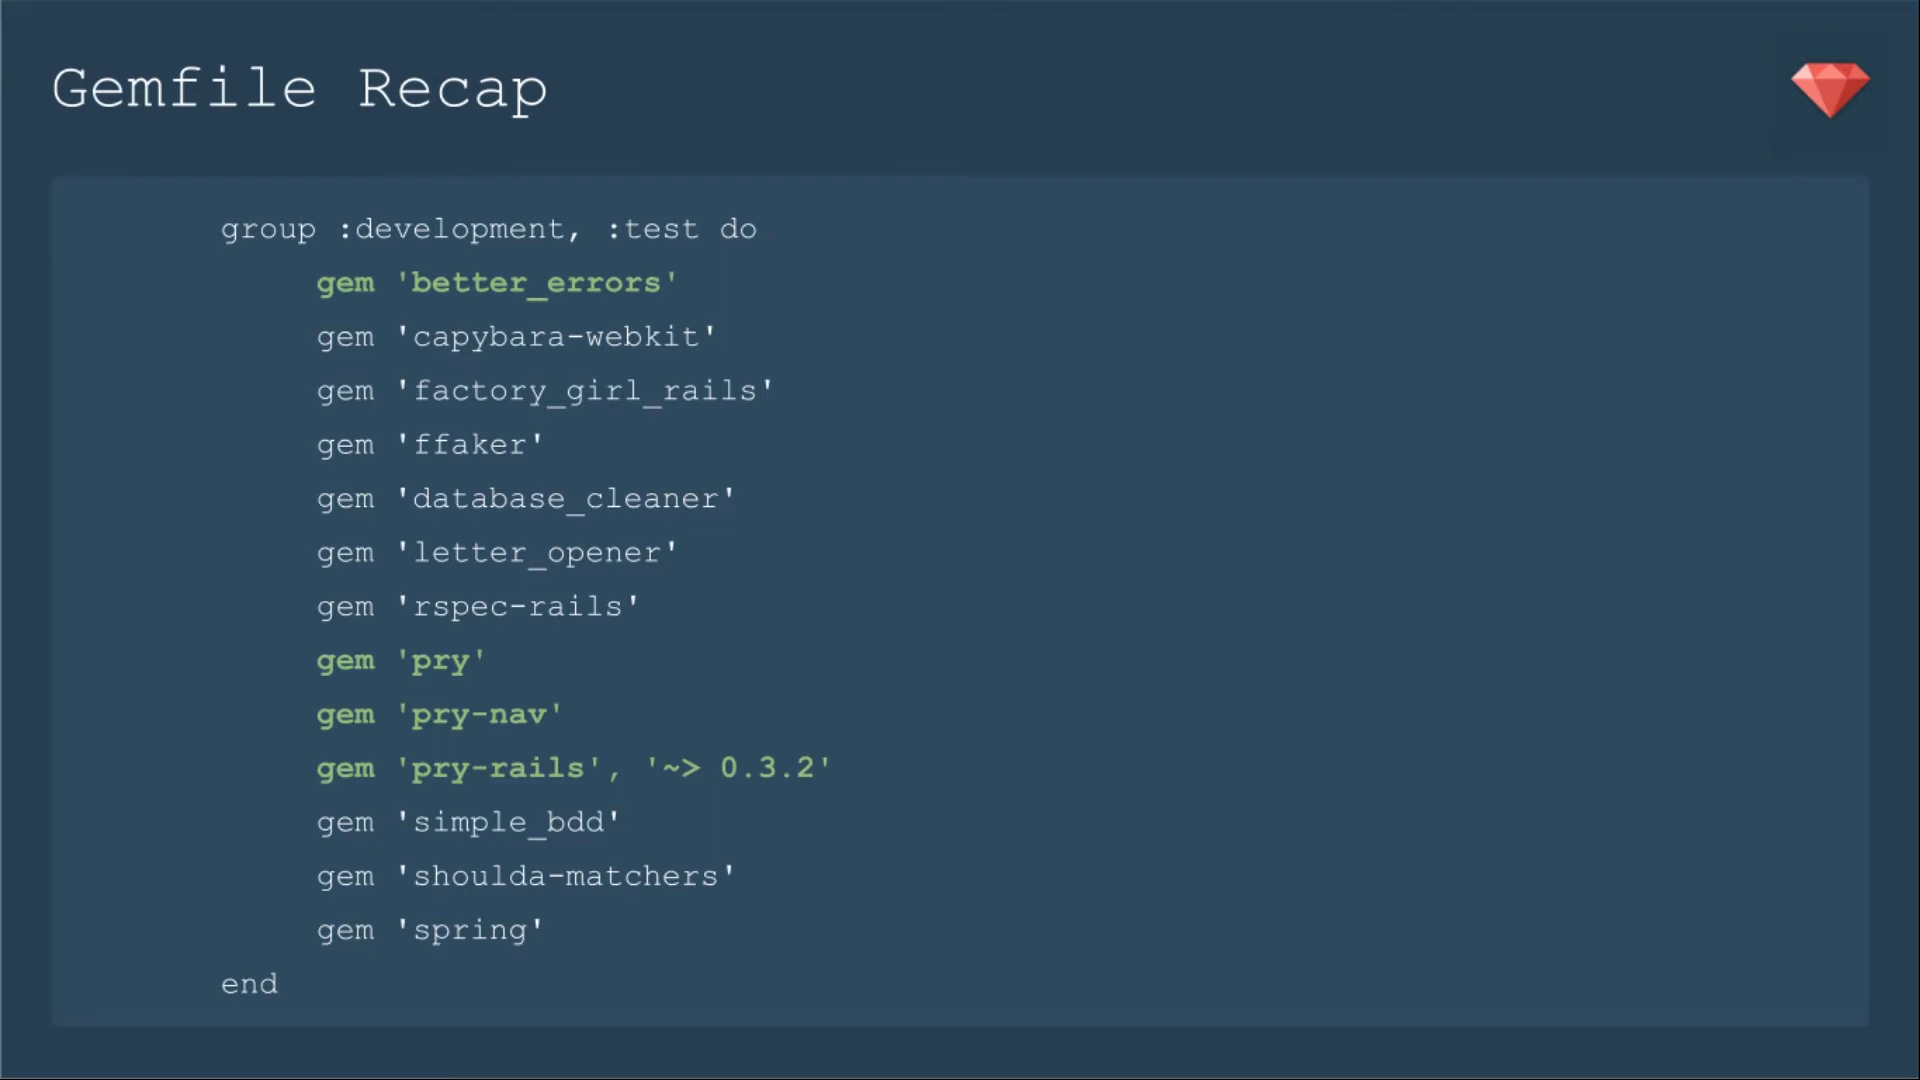 Gemfile Recap
group :development, :test do
gem 'better_errors'
gem 'capybara-webkit'
gem 'factory_girl_rails'
gem 'ffaker'
gem 'database_cleaner'
gem 'letter_opener'
gem 'rspec-rails'
gem 'pry'
gem 'pry-nav'
gem 'pry-rails', '~> 0.3.2'
gem 'simple_bdd'
gem 'shoulda-matchers'
gem 'spring'
end